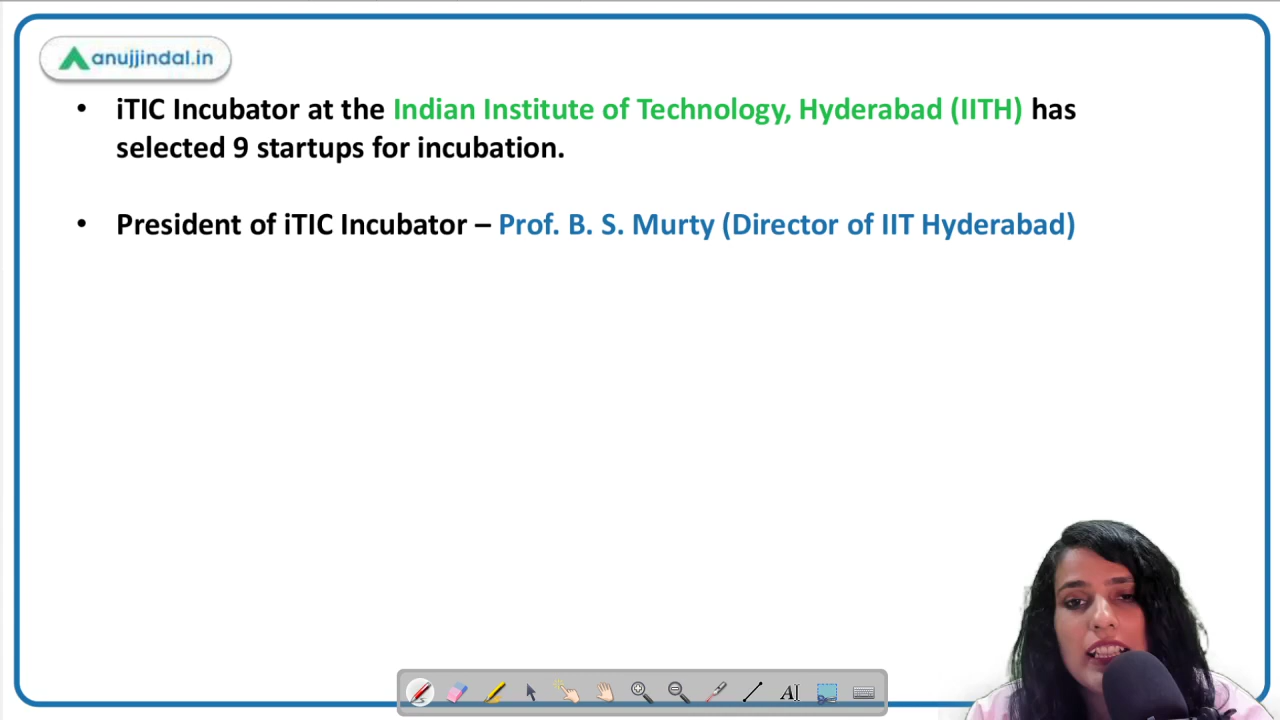 anujjindal.in
• iTIC Incubator at the Indian Institute of Technology, Hyderabad (IITH) has
selected 9 startups for incubation.
• President of iTIC Incubator – Prof. B. S. Murty (Director of IIT Hyderabad)
AI